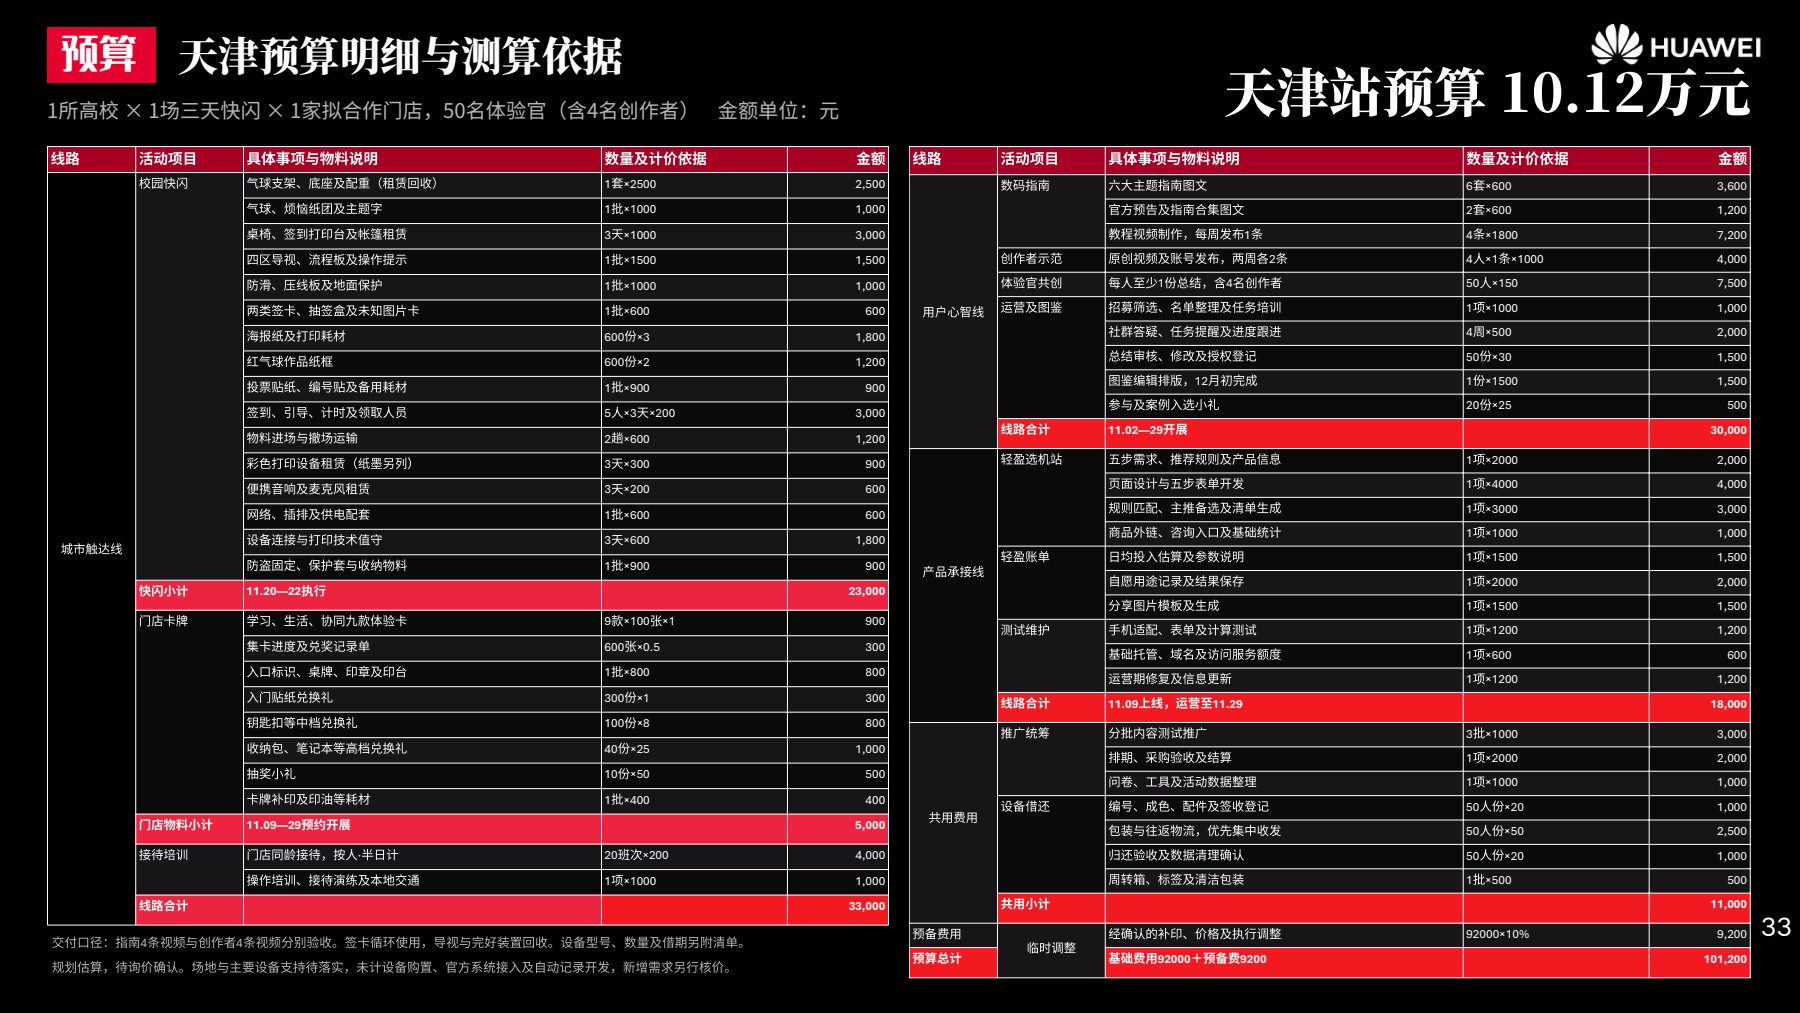 预算 天津预算明细与测算依据
HUAWEI
天津站预算 10.12万元
1所高校 × 1场三天快闪 × 1家拟合作门店，50名体验官（含4名创作者） 金额单位：元
线路 活动项目 具体事项与物料说明 数量及计价依据 金额
城市触达线
校园快闪 气球支架、底座及配重（租赁回收） 1套×2500 2,500
气球、烦恼纸团及主题字 1批×1000 1,000
桌椅、签到打印台及帐篷租赁 3天×1000 3,000
四区导视、流程板及操作提示 1批×1500 1,500
防滑、压线板及地面保护 1批×1000 1,000
两类签卡、抽签盒及未知图片卡 1批×600 600
海报纸及打印耗材 600份×3 1,800
红气球作品纸框 600份×2 1,200
投票贴纸、编号贴及备用耗材 1批×900 900
签到、引导、计时及领取人员 5人×3天×200 3,000
物料进场与撤场运输 2趟×600 1,200
彩色打印设备租赁（纸墨另列） 3天×300 900
便携音响及麦克风租赁 3天×200 600
网络、插排及供电配套 1批×600 600
设备连接与打印技术值守 3天×600 1,800
防盗固定、保护套与收纳物料 1批×900 900
快闪小计 11.20—22执行 23,000
门店卡牌 学习、生活、协同九款体验卡 9款×100张×1 900
集卡进度及兑奖记录单 600张×0.5 300
入口标识、桌牌、印章及印台 1批×800 800
入门贴纸兑换礼 300份×1 300
钥匙扣等中档兑换礼 100份×8 800
收纳包、笔记本等高档兑换礼 40份×25 1,000
抽奖小礼 10份×50 500
卡牌补印及印油等耗材 1批×400 400
门店物料小计 11.09—29预约开展 5,000
接待培训 门店同龄接待，按人·半日计 20班次×200 4,000
操作培训、接待演练及本地交通 1项×1000 1,000
线路合计 33,000
交付口径：指南4条视频与创作者4条视频分别验收。签卡循环使用，导视与完好装置回收。设备型号、数量及借期另附清单。
规划估算，待询价确认。场地与主要设备支持待落实，未计设备购置、官方系统接入及自动记录开发，新增需求另行核价。
线路 活动项目 具体事项与物料说明 数量及计价依据 金额
用户心智线
数码指南 六大主题指南图文 6套×600 3,600
官方预告及指南合集图文 2套×600 1,200
教程视频制作，每周发布1条 4条×1800 7,200
创作者示范 原创视频及账号发布，两周各2条 4人×1条×1000 4,000
体验官共创 每人至少1份总结，含4名创作者 50人×150 7,500
运营及图鉴 招募筛选、名单整理及任务培训 1项×1000 1,000
社群答疑、任务提醒及进度跟进 4周×500 2,000
总结审核、修改及授权登记 50份×30 1,500
图鉴编辑排版，12月初完成 1份×1500 1,500
参与及案例入选小礼 20份×25 500
线路合计 11.02—29开展 30,000
产品承接线
轻盈选机站 五步需求、推荐规则及产品信息 1项×2000 2,000
页面设计与五步表单开发 1项×4000 4,000
规则匹配、主推备选及清单生成 1项×3000 3,000
商品外链、咨询入口及基础统计 1项×1000 1,000
轻盈账单 日均投入估算及参数说明 1项×1500 1,500
自愿用途记录及结果保存 1项×2000 2,000
分享图片模板及生成 1项×1500 1,500
测试维护 手机适配、表单及计算测试 1项×1200 1,200
基础托管、域名及访问服务额度 1项×600 600
运营期修复及信息更新 1项×1200 1,200
线路合计 11.09上线，运营至11.29 18,000
共用费用
推广统筹 分批内容测试推广 3批×1000 3,000
排期、采购验收及结算 1项×2000 2,000
问卷、工具及活动数据整理 1项×1000 1,000
设备借还 编号、成色、配件及签收登记 50人份×20 1,000
包装与往返物流，优先集中收发 50人份×50 2,500
归还验收及数据清理确认 50人份×20 1,000
周转箱、标签及清洁包装 1批×500 500
共用小计 11,000
预备费用 临时调整 经确认的补印、价格及执行调整 92000×10% 9,200
预算总计 基础费用92000＋预备费9200 101,200
33